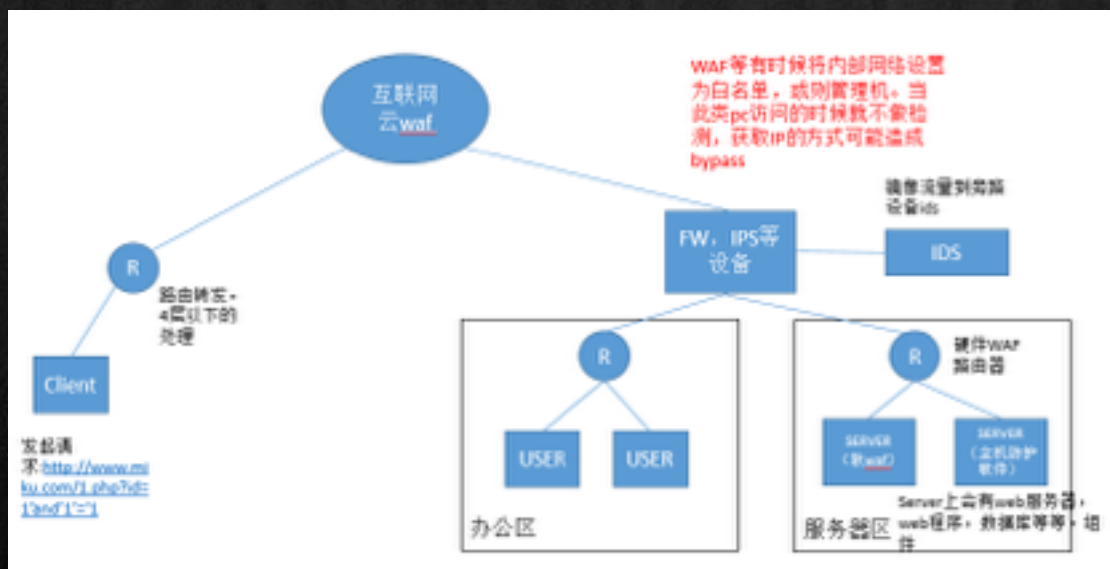 互联网
云waf
WAF等有时候将内部网络设置
为白名单，或则管理机。当
此类pc访问的时候就不做检
测，获取IP的方式可能造成
bypass
镜像流量到旁路
设备ids
FW，IPS等
设备
IDS
R
路由转发，
4层以下的
处理
Client
发起请
求:http://www.mi
ku.com/1.php?id=
1'and'1'='1
R
USER
USER
办公区
R
硬件WAF
路由器
SERVER
（软waf）
SERVER
（主机防护
软件）
Server上会有web服务器，
web程序，数据库等等，组
件
服务器区